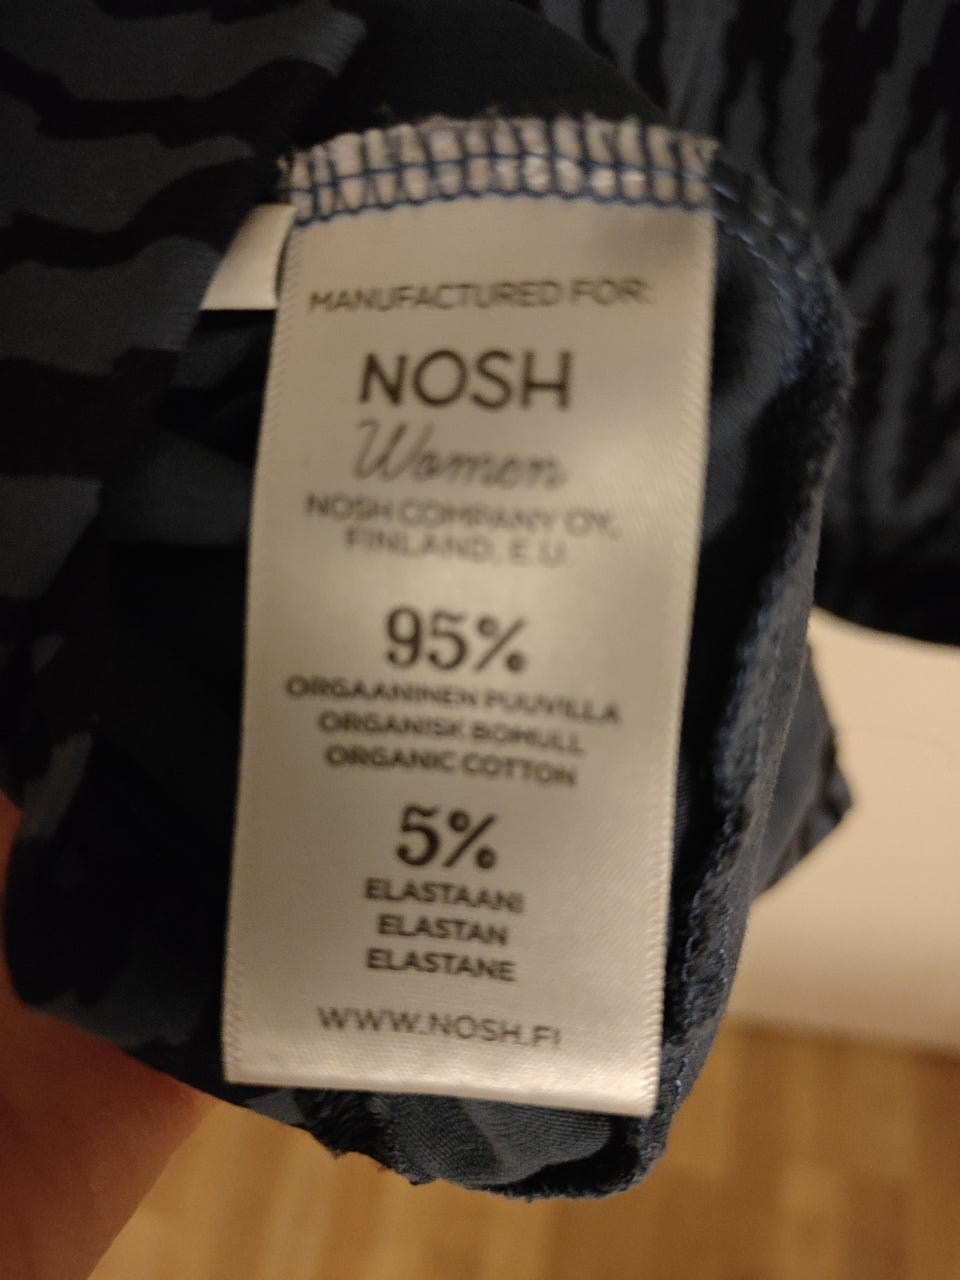 MANUFACTURED FOR:
NOSH
Women
NOSH COMPANY OY,
FINLAND, E.U.
95%
ORGAANINEN PUUVILLA
ORGANISK BOMULL
ORGANIC COTTON
5%
ELASTAANI
ELASTAN
ELASTANE
WWW.NOSH.FI